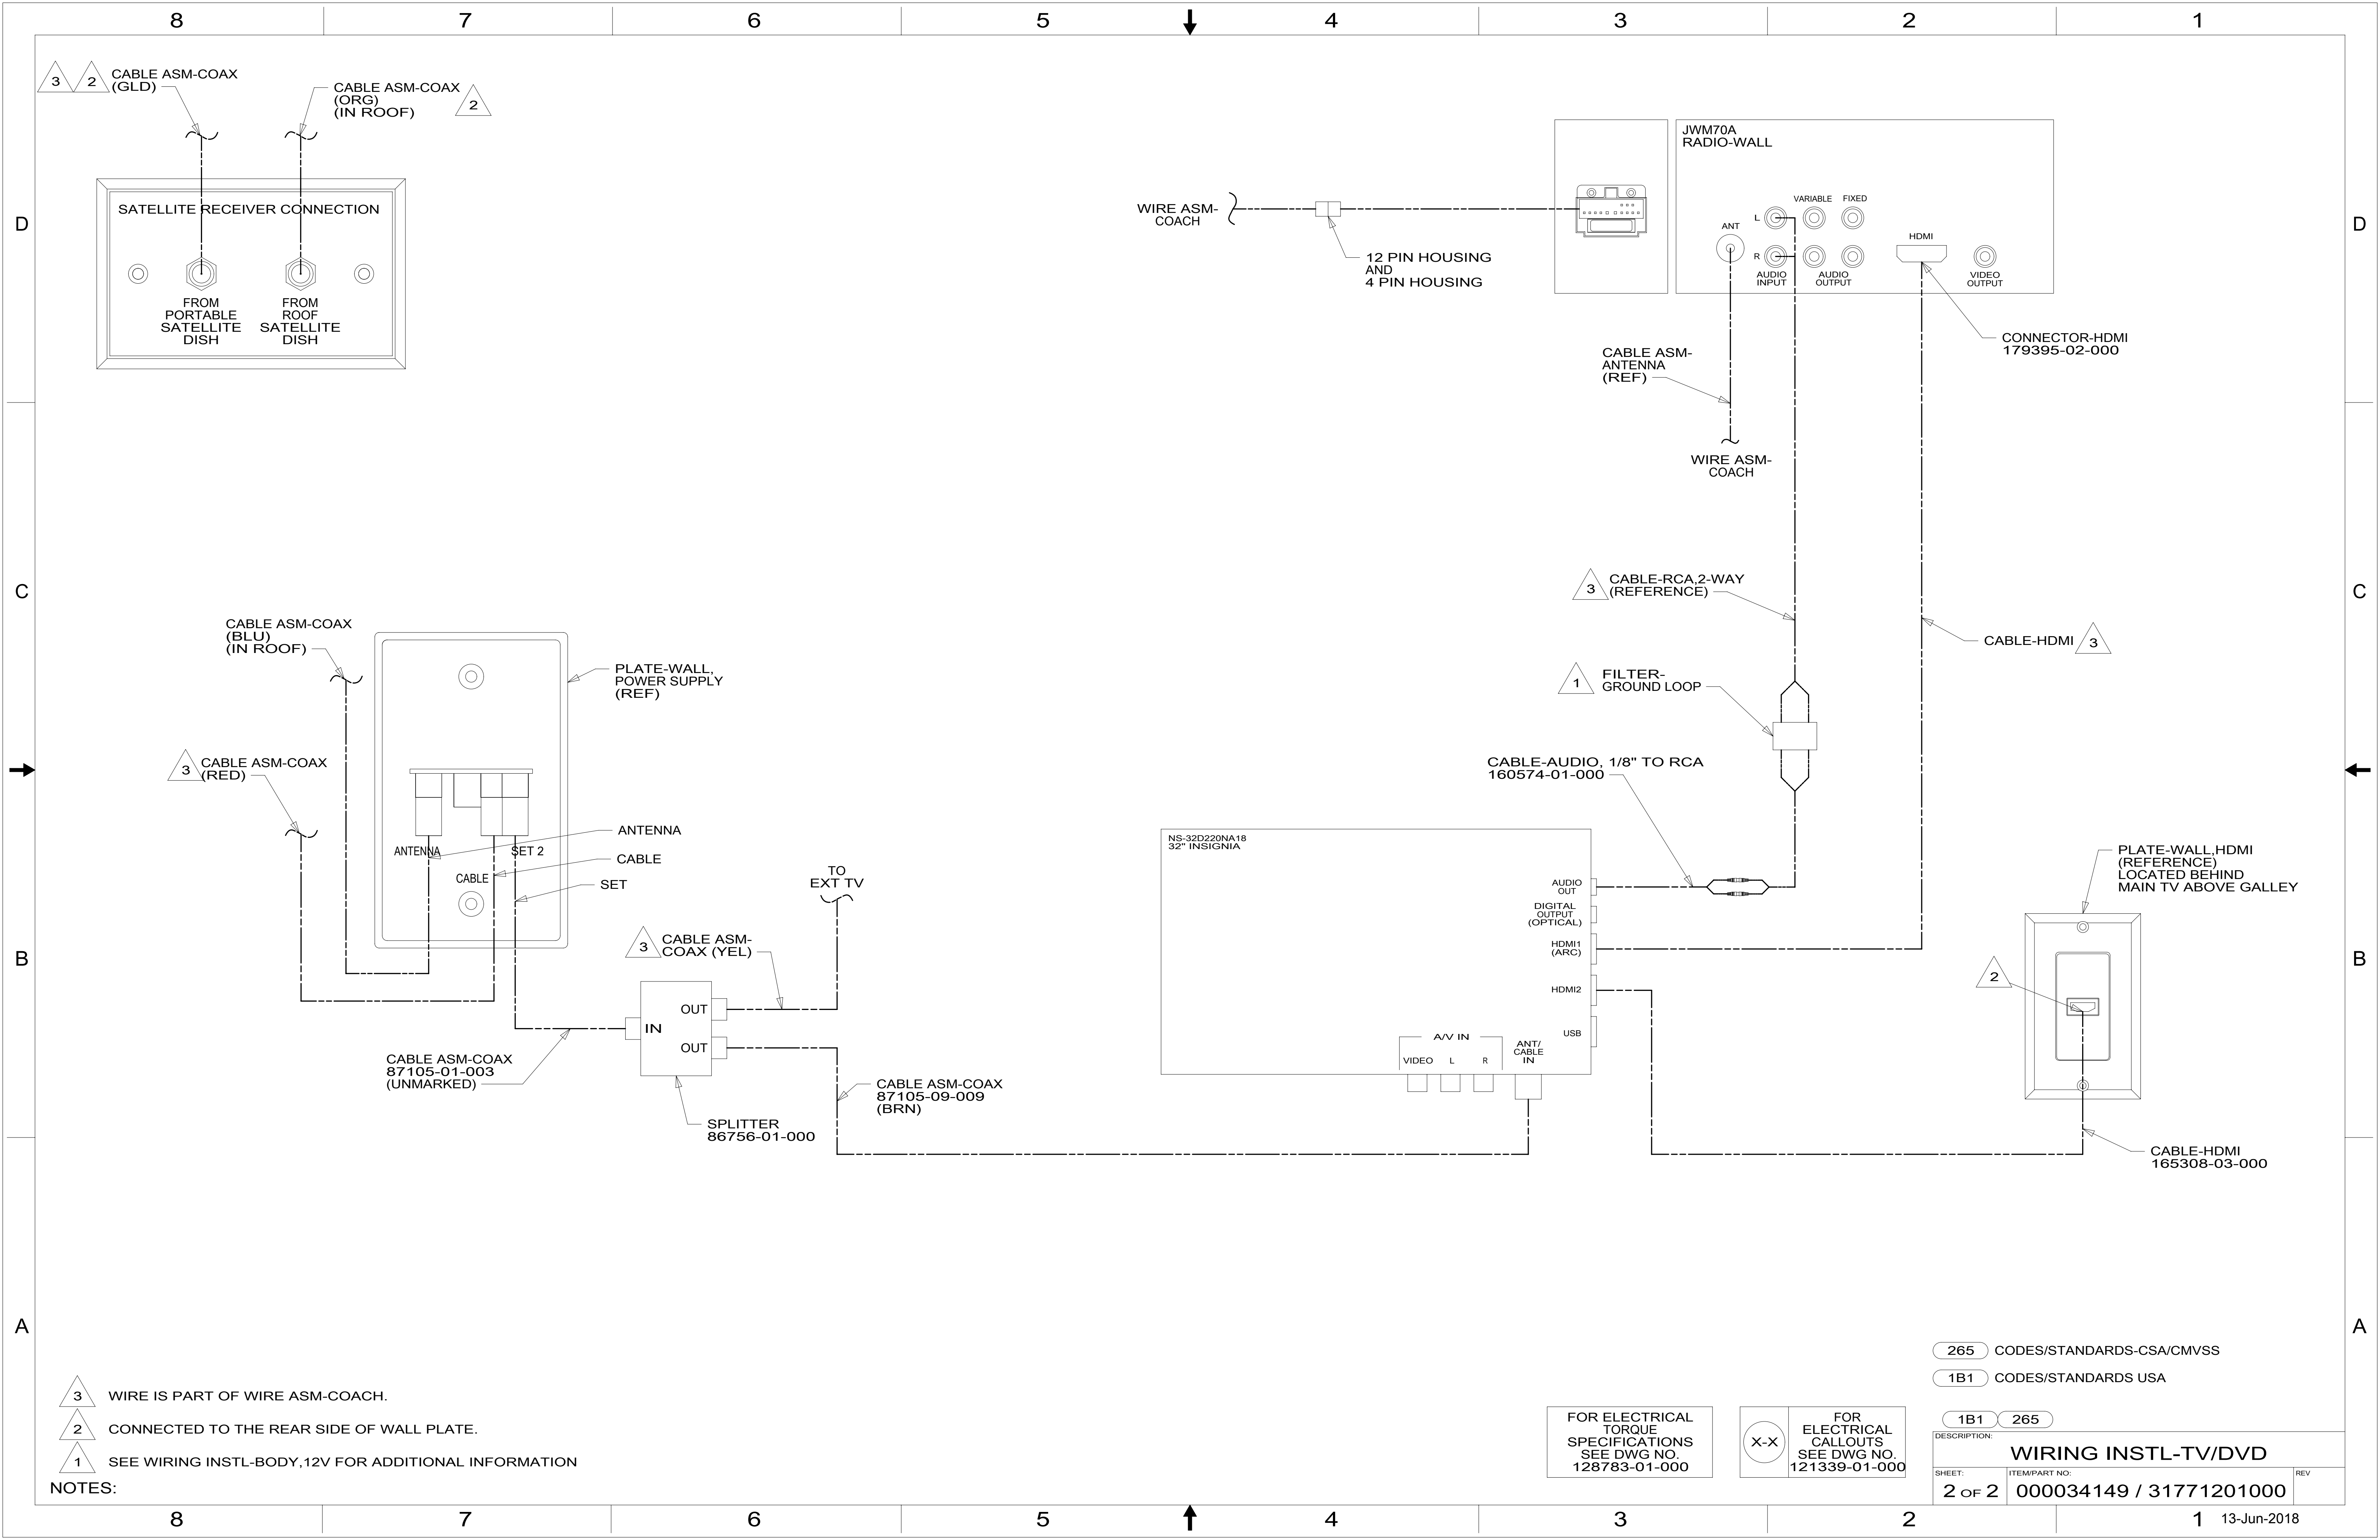 8 7 6 5 4 3 2 1
3 2 CABLE ASM-COAX
(GLD)
CABLE ASM-COAX
(ORG)
(IN ROOF)
2
SATELLITE RECEIVER CONNECTION
FROM
PORTABLE
SATELLITE
DISH
FROM
ROOF
SATELLITE
DISH
D
WIRE ASM-
COACH
12 PIN HOUSING
AND
4 PIN HOUSING
JWM70A
RADIO-WALL
VARIABLE FIXED
L
ANT
HDMI
R
AUDIO
INPUT
AUDIO
OUTPUT
VIDEO
OUTPUT
D
CONNECTOR-HDMI
179395-02-000
CABLE ASM-
ANTENNA
(REF)
WIRE ASM-
COACH
C
3 CABLE-RCA,2-WAY
(REFERENCE)
C
CABLE-HDMI 3
1 FILTER-
GROUND LOOP
CABLE-AUDIO, 1/8" TO RCA
160574-01-000
CABLE ASM-COAX
(BLU)
(IN ROOF)
PLATE-WALL,
POWER SUPPLY
(REF)
3 CABLE ASM-COAX
(RED)
ANTENNA
CABLE
SET
ANTENNA SET 2
CABLE
TO
EXT TV
B
3 CABLE ASM-
COAX (YEL)
OUT
IN
OUT
CABLE ASM-COAX
87105-01-003
(UNMARKED)
CABLE ASM-COAX
87105-09-009
(BRN)
SPLITTER
86756-01-000
NS-32D220NA18
32" INSIGNIA
AUDIO
OUT
DIGITAL
OUTPUT
(OPTICAL)
HDMI1
(ARC)
HDMI2
USB
A/V IN
VIDEO L R
ANT/
CABLE
IN
PLATE-WALL,HDMI
(REFERENCE)
LOCATED BEHIND
MAIN TV ABOVE GALLEY
2
B
CABLE-HDMI
165308-03-000
A
A
3 WIRE IS PART OF WIRE ASM-COACH.
2 CONNECTED TO THE REAR SIDE OF WALL PLATE.
1 SEE WIRING INSTL-BODY,12V FOR ADDITIONAL INFORMATION
NOTES:
FOR ELECTRICAL
TORQUE
SPECIFICATIONS
SEE DWG NO.
128783-01-000
X-X
FOR
ELECTRICAL
CALLOUTS
SEE DWG NO.
121339-01-000
265 CODES/STANDARDS-CSA/CMVSS
1B1 CODES/STANDARDS USA
1B1 265
DESCRIPTION:
WIRING INSTL-TV/DVD
SHEET: ITEM/PART NO: REV
2 OF 2 000034149 / 31771201000
8 7 6 5 4 3 2 1 13-Jun-2018